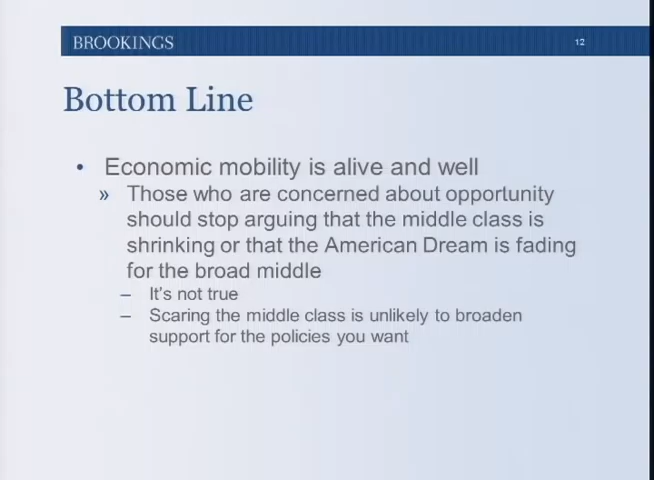 BROOKINGS 12
Bottom Line
• Economic mobility is alive and well
» Those who are concerned about opportunity
should stop arguing that the middle class is
shrinking or that the American Dream is fading
for the broad middle
– It's not true
– Scaring the middle class is unlikely to broaden
support for the policies you want